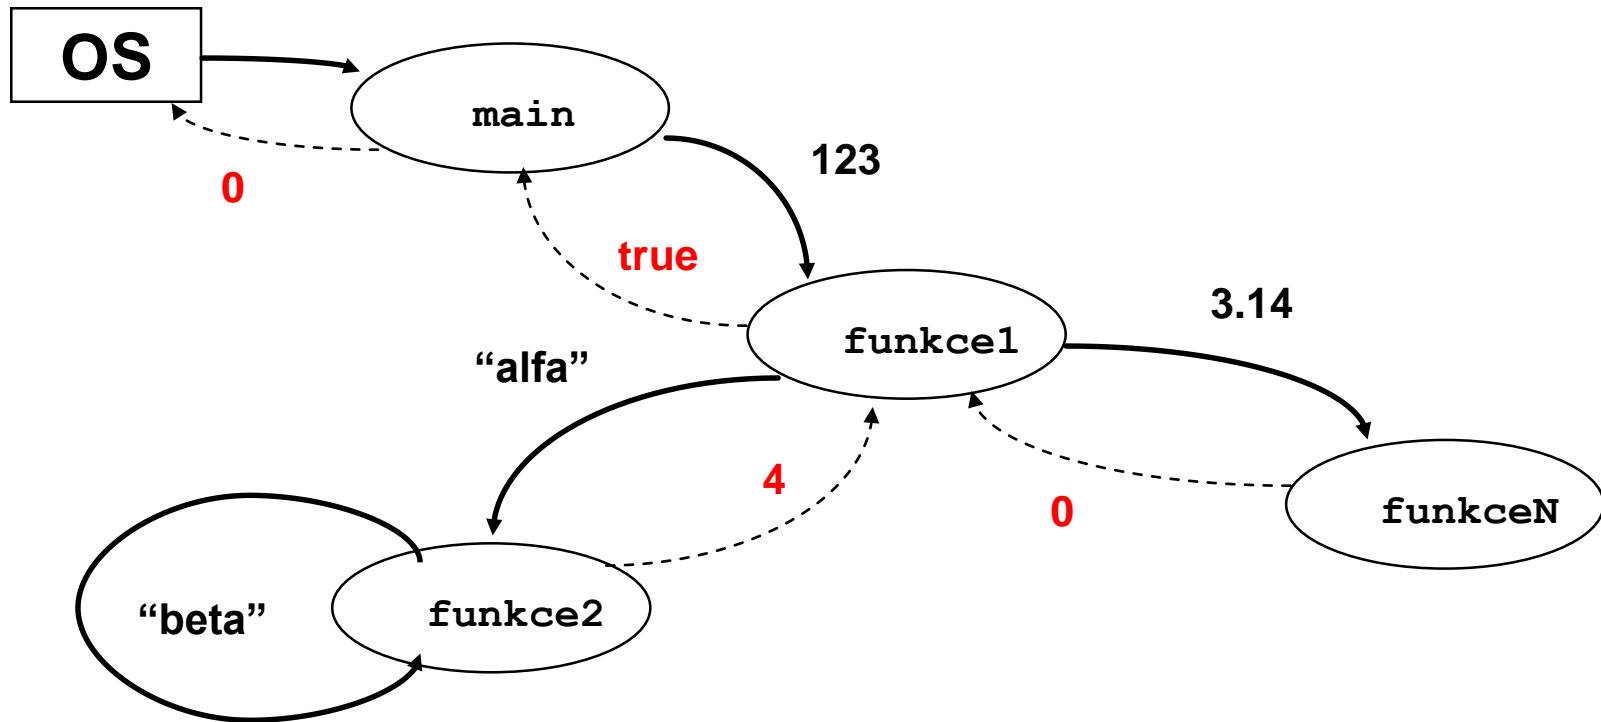 OS
main
0
123
true
funkce1
3.14
“alfa”
4
0
funkceN
“beta”
funkce2